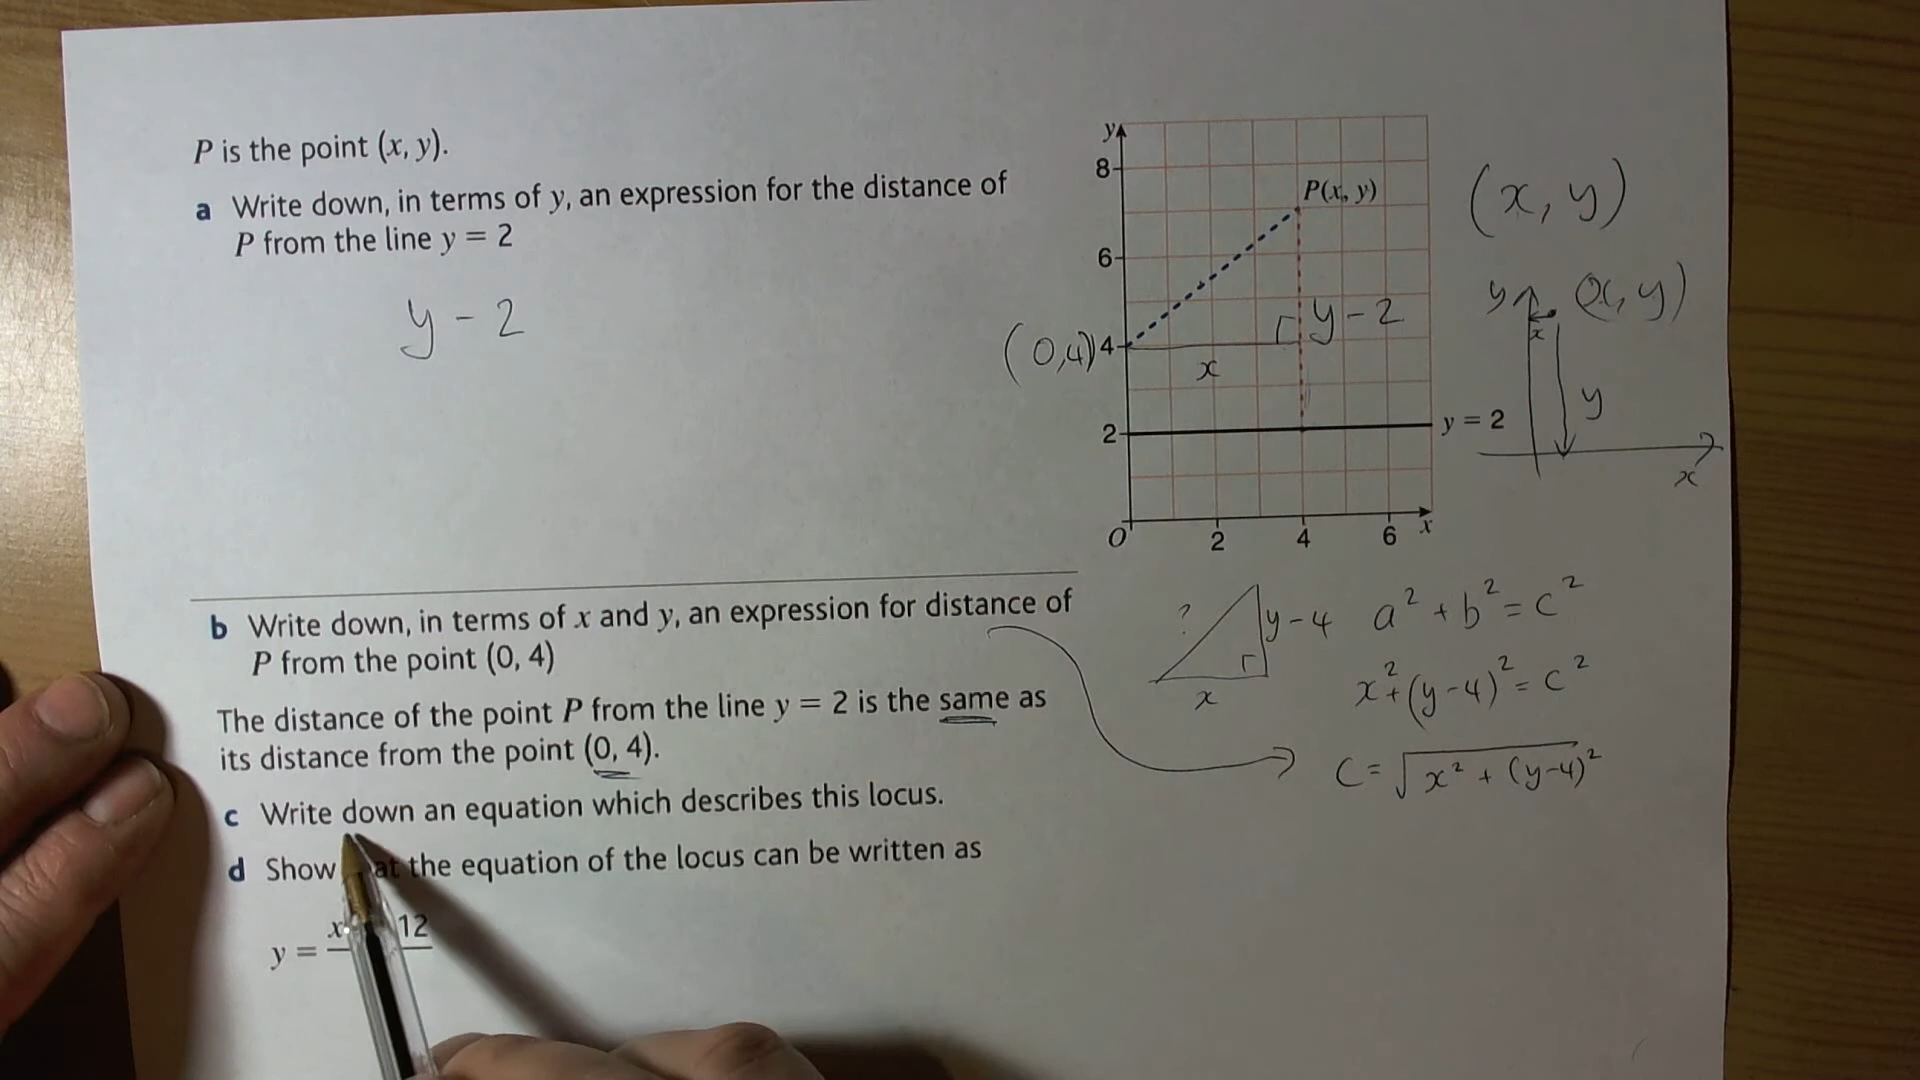 P is the point (x, y).
a Write down, in terms of y, an expression for the distance of
P from the line y = 2
y - 2
y
8
6
4
2
O
2
4
6
x
P(x, y)
y = 2
(0,4)
x
y - 2
(x, y)
y
(x, y)
x
y
x
b Write down, in terms of x and y, an expression for distance of
P from the point (0, 4)
The distance of the point P from the line y = 2 is the same as
its distance from the point (0, 4).
c Write down an equation which describes this locus.
d Show at the equation of the locus can be written as
y = x 12
?
y - 4
x
a² + b² = c²
x² + (y - 4)² = c²
C = √x² + (y-4)²